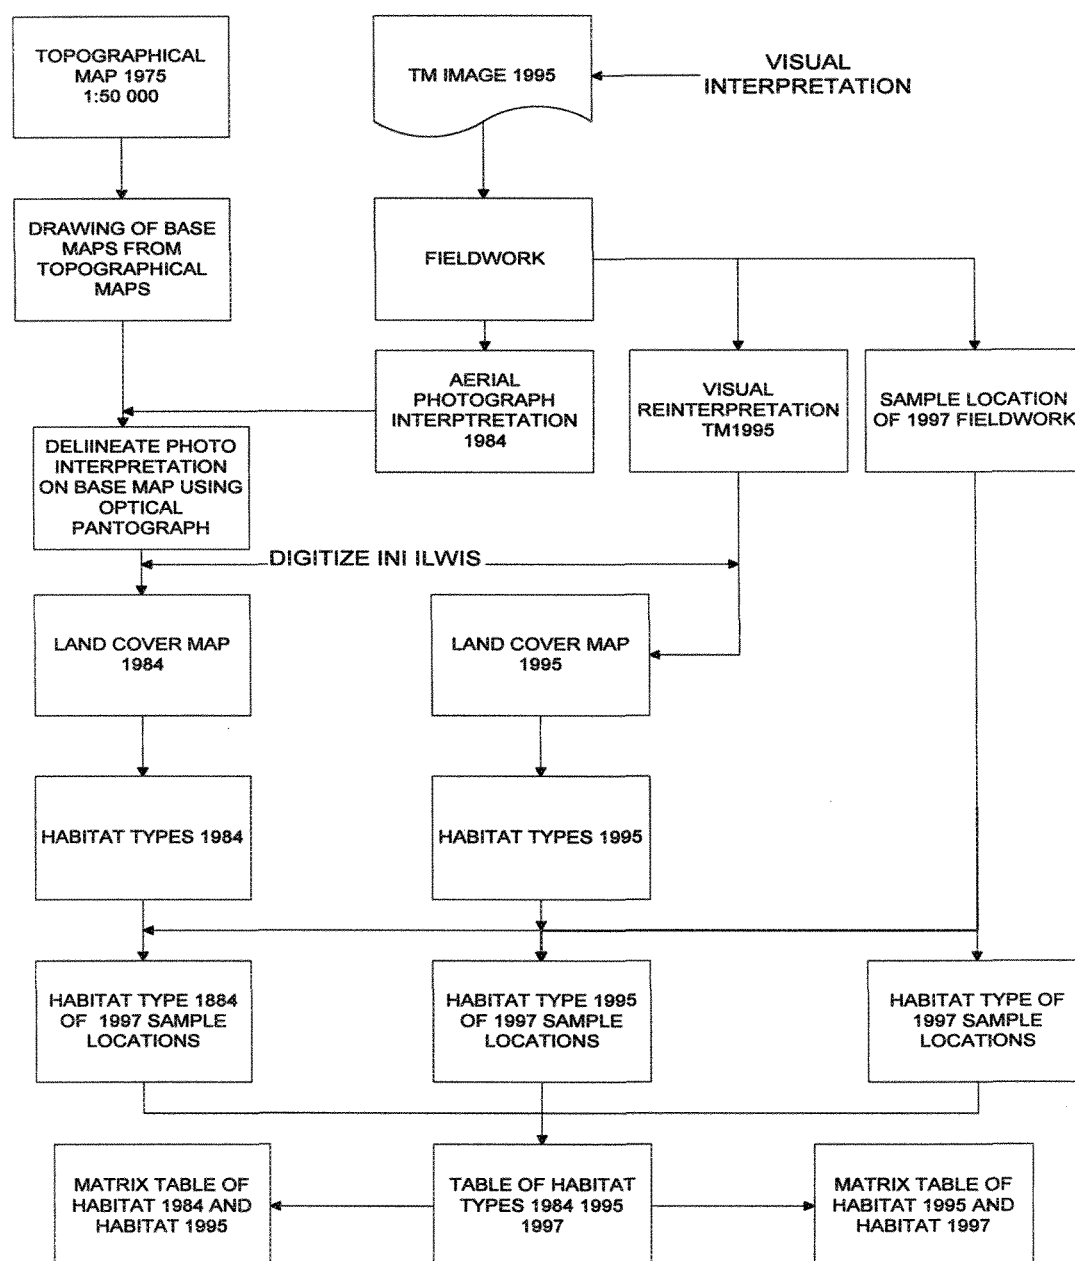 TOPOGRAPHICAL
MAP 1975
1:50 000
TM IMAGE 1995
VISUAL
INTERPRETATION
DRAWING OF BASE
MAPS FROM
TOPOGRAPHICAL
MAPS
FIELDWORK
AERIAL
PHOTOGRAPH
INTERPTRETATION
1984
VISUAL
REINTERPRETATION
TM1995
SAMPLE LOCATION
OF 1997 FIELDWORK
DELIINEATE PHOTO
INTERPRETATION
ON BASE MAP USING
OPTICAL
PANTOGRAPH
DIGITIZE INI ILWIS
LAND COVER MAP
1984
LAND COVER MAP
1995
HABITAT TYPES 1984
HABITAT TYPES 1995
HABITAT TYPE 1884
OF 1997 SAMPLE
LOCATIONS
HABITAT TYPE 1995
OF 1997 SAMPLE
LOCATIONS
HABITAT TYPE OF
1997 SAMPLE
LOCATIONS
MATRIX TABLE OF
HABITAT 1984 AND
HABITAT 1995
TABLE OF HABITAT
TYPES 1984 1995
1997
MATRIX TABLE OF
HABITAT 1995 AND
HABITAT 1997